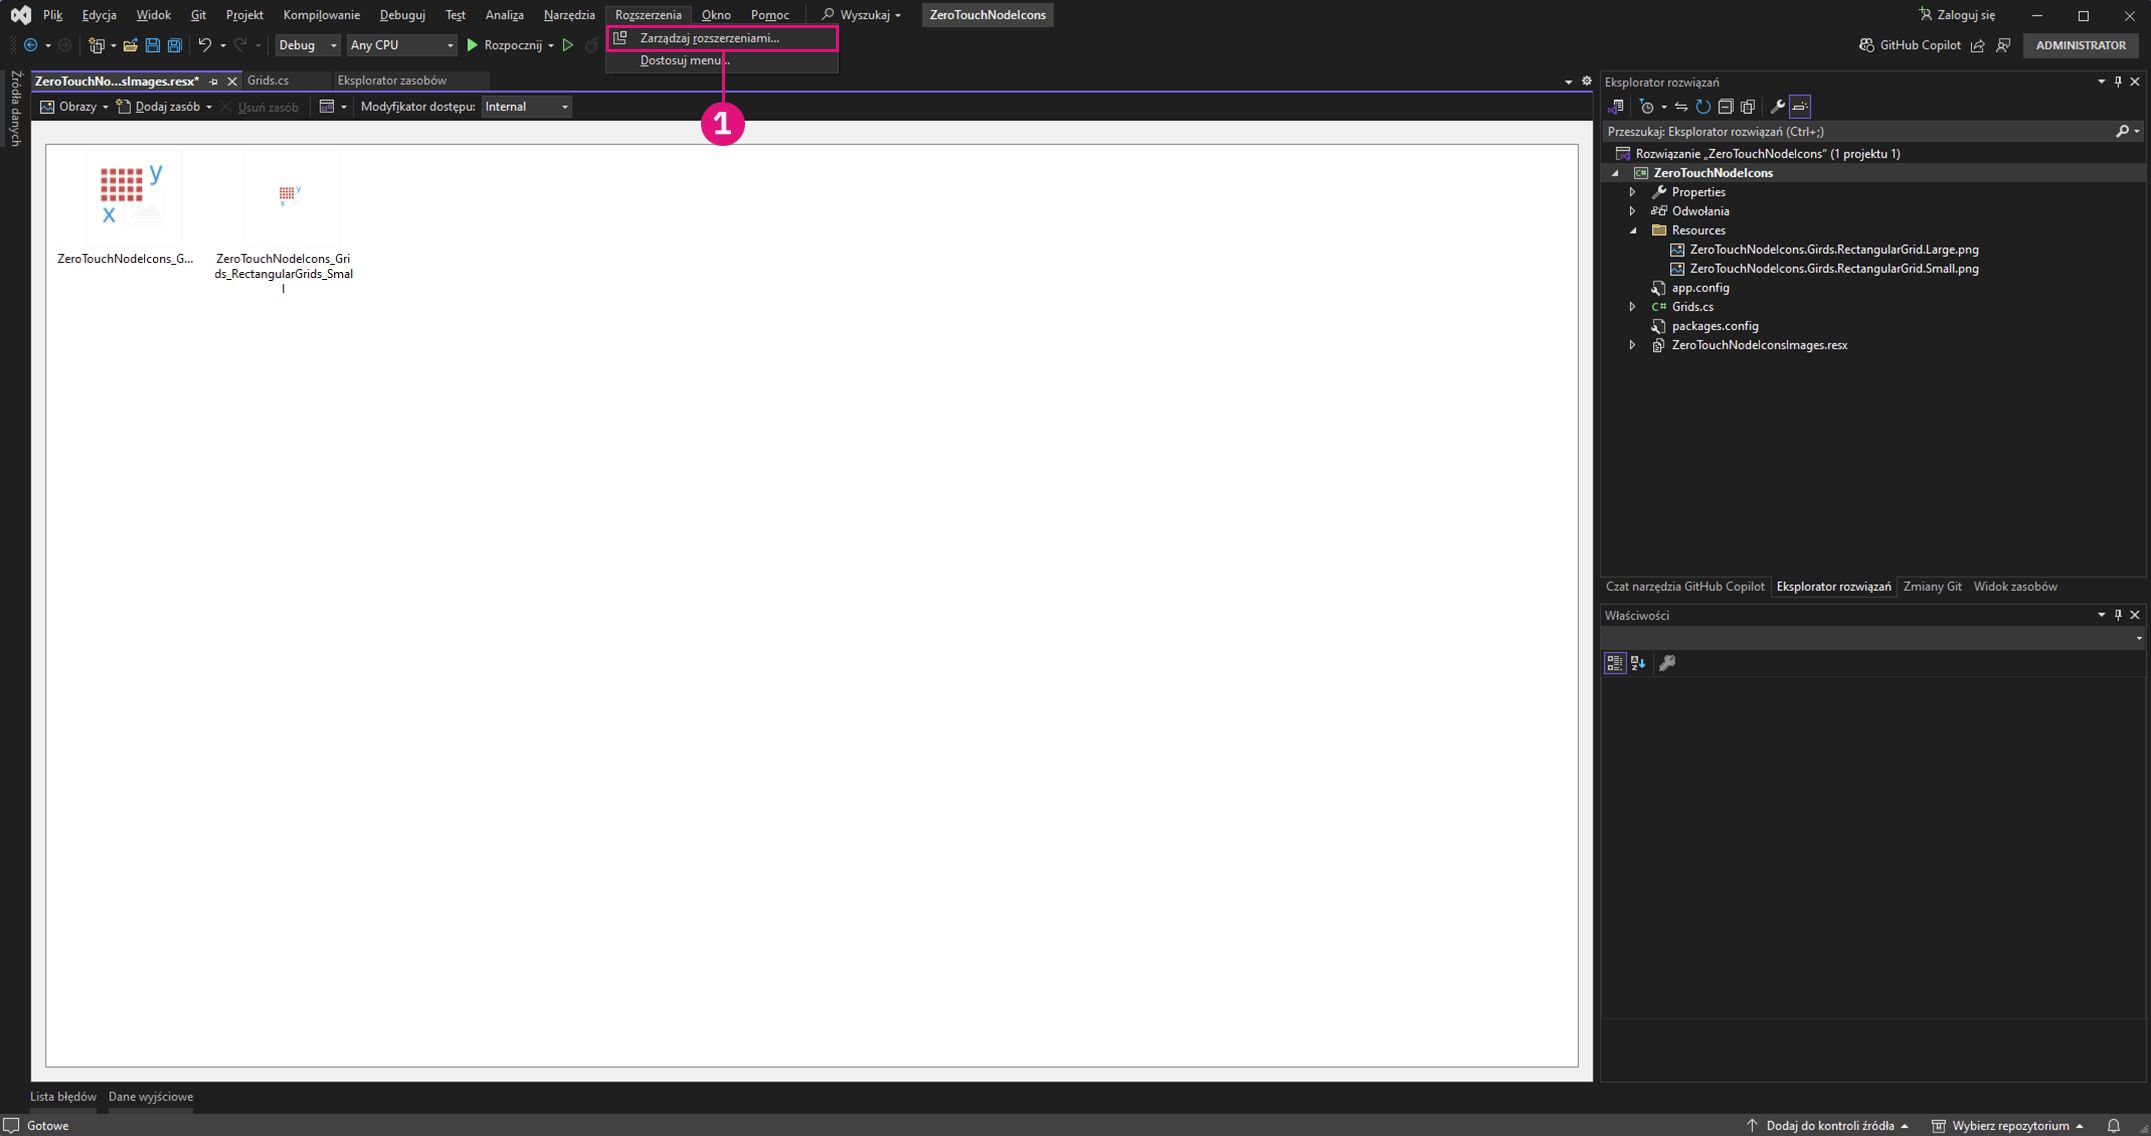 Plik Edycja Widok Git Projekt Kompilowanie Debuguj Test Analiza Narzędzia Rozszerzenia Okno Pomoc Wyszukaj ZeroTouchNodeIcons Zaloguj się
Debug Any CPU Rozpocznij GitHub Copilot ADMINISTRATOR
Zarządzaj rozszerzeniami...
Dostosuj menu...
1
Źródła danych
ZeroTouchNo...sImages.resx* Grids.cs Eksplorator zasobów
Obrazy Dodaj zasób Usuń zasób Modyfikator dostępu: Internal
y
x
y
x
ZeroTouchNodeIcons_G...
ZeroTouchNodeIcons_Gri
ds_RectangularGrids_Smal
l
Eksplorator rozwiązań
Przeszukaj: Eksplorator rozwiązań (Ctrl+;)
Rozwiązanie „ZeroTouchNodeIcons” (1 projektu 1)
C# ZeroTouchNodeIcons
Properties
Odwołania
Resources
ZeroTouchNodeIcons.Girds.RectangularGrid.Large.png
ZeroTouchNodeIcons.Girds.RectangularGrid.Small.png
app.config
C# Grids.cs
packages.config
ZeroTouchNodeIconsImages.resx
Czat narzędzia GitHub Copilot Eksplorator rozwiązań Zmiany Git Widok zasobów
Właściwości
Lista błędów Dane wyjściowe
Gotowe Dodaj do kontroli źródła Wybierz repozytorium